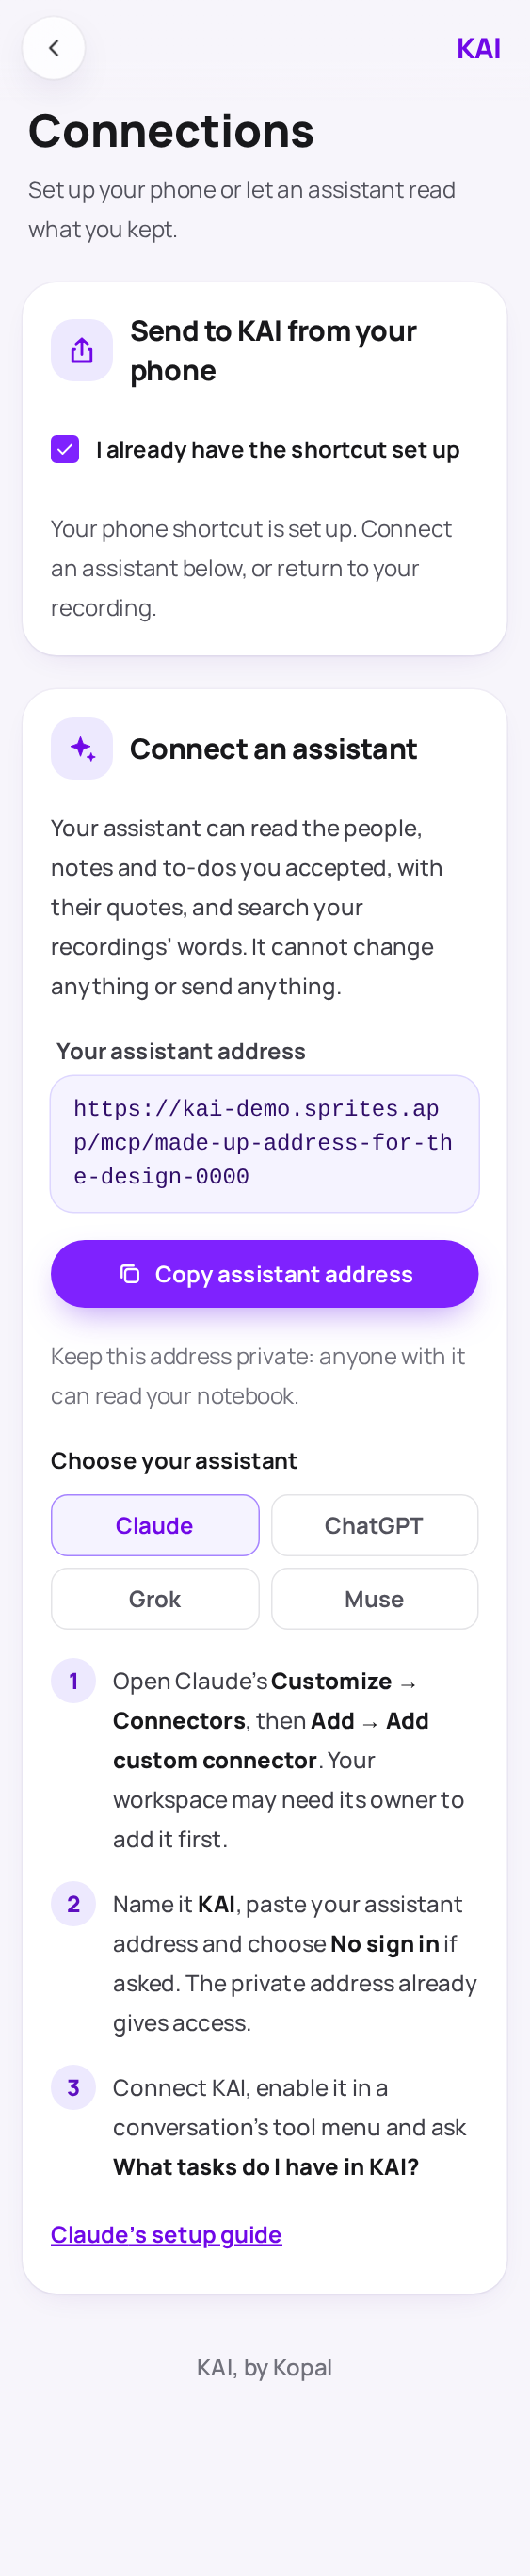 KAI
Connections
Set up your phone or let an assistant read
what you kept.
Send to KAI from your
phone
I already have the shortcut set up
Your phone shortcut is set up. Connect
an assistant below, or return to your
recording.
Connect an assistant
Your assistant can read the people,
notes and to-dos you accepted, with
their quotes, and search your
recordings’ words. It cannot change
anything or send anything.
Your assistant address
https://kai-demo.sprites.ap
p/mcp/made-up-address-for-th
e-design-0000
Copy assistant address
Keep this address private: anyone with it
can read your notebook.
Choose your assistant
Claude
ChatGPT
Grok
Muse
1
Open Claude’s Customize →
Connectors, then Add → Add
custom connector. Your
workspace may need its owner to
add it first.
2
Name it KAI, paste your assistant
address and choose No sign in if
asked. The private address already
gives access.
3
Connect KAI, enable it in a
conversation’s tool menu and ask
What tasks do I have in KAI?
Claude’s setup guide
KAI, by Kopal